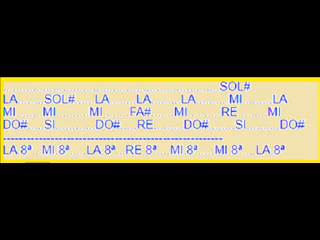 ......................................................SOL#
LA.......SOL#.....LA.......LA........LA.........MI........LA
MI.......MI.........MI.......FA#......MI.........RE........MI
DO#.....SI..........DO#.....RE........DO#.......SI.........DO#
-------------------------------------------------------
LA 8ª...MI 8ª.....LA 8ª...RE 8ª....MI 8ª.....MI 8ª....LA 8ª